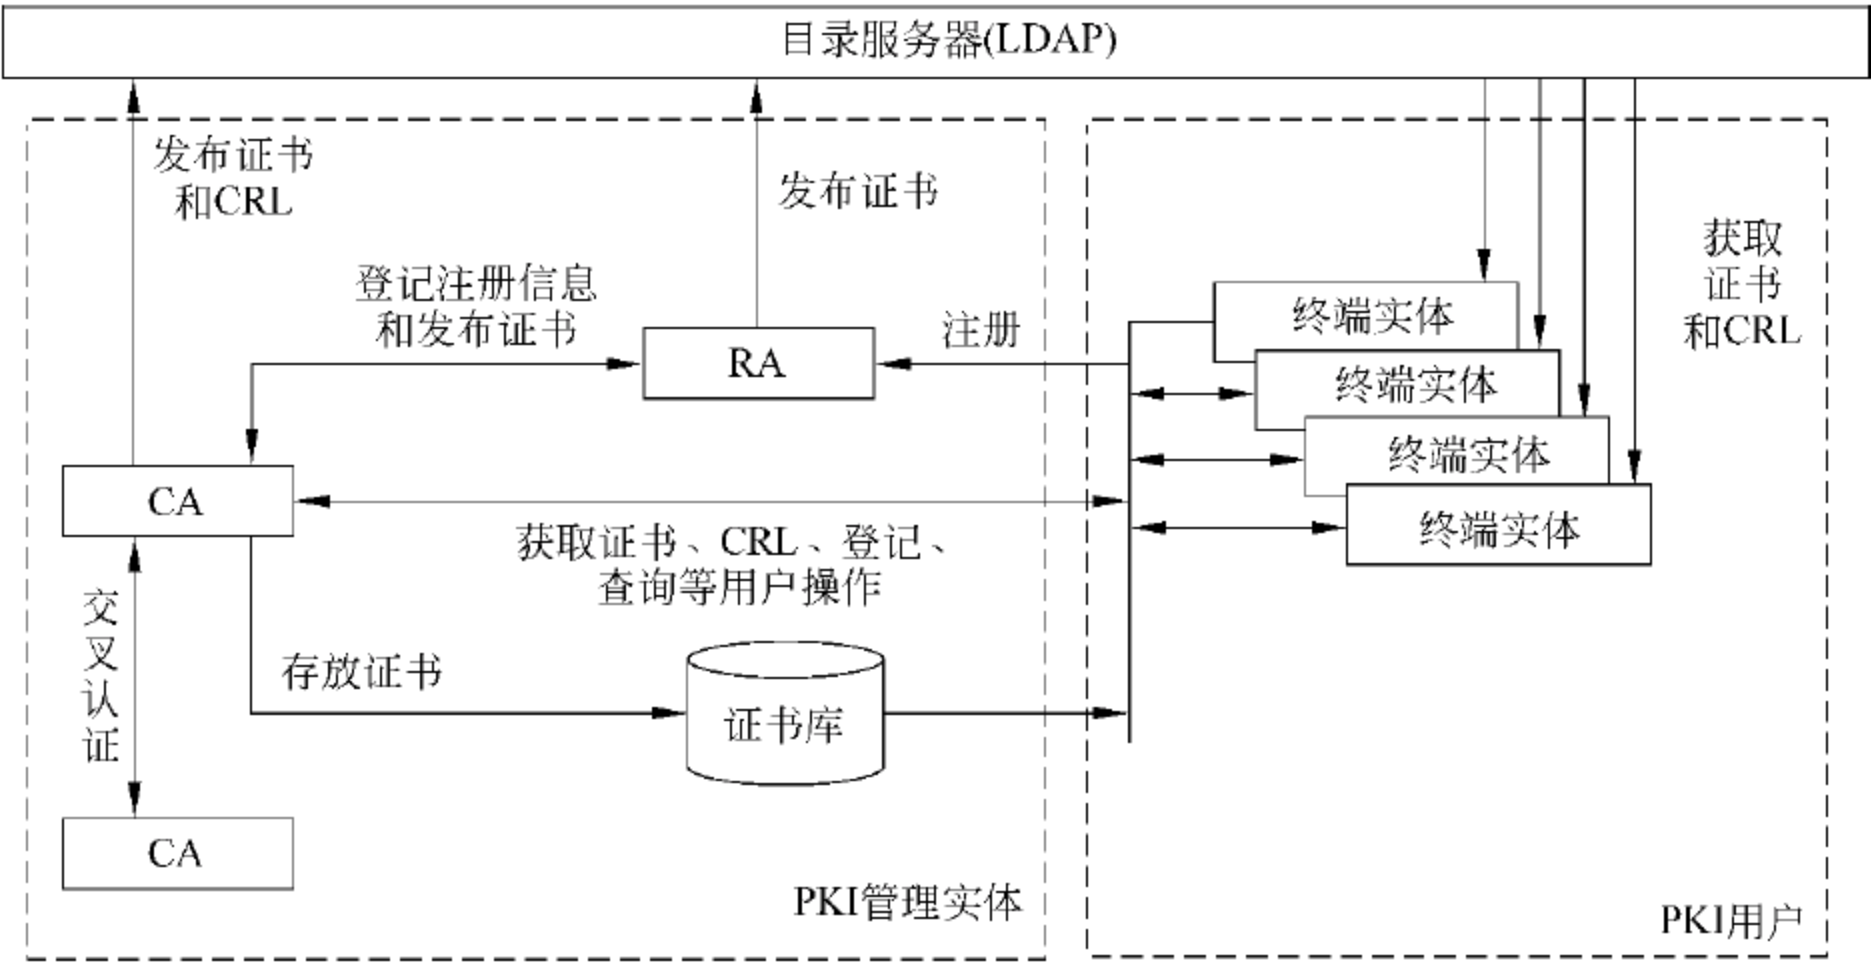 目录服务器(LDAP)
发布证书
和CRL
发布证书
登记注册信息
和发布证书
RA
注册
获取
证书
和CRL
终端实体
终端实体
终端实体
终端实体
CA
获取证书、CRL、登记、
查询等用户操作
交
叉
认
证
存放证书
证书库
CA
PKI管理实体
PKI用户